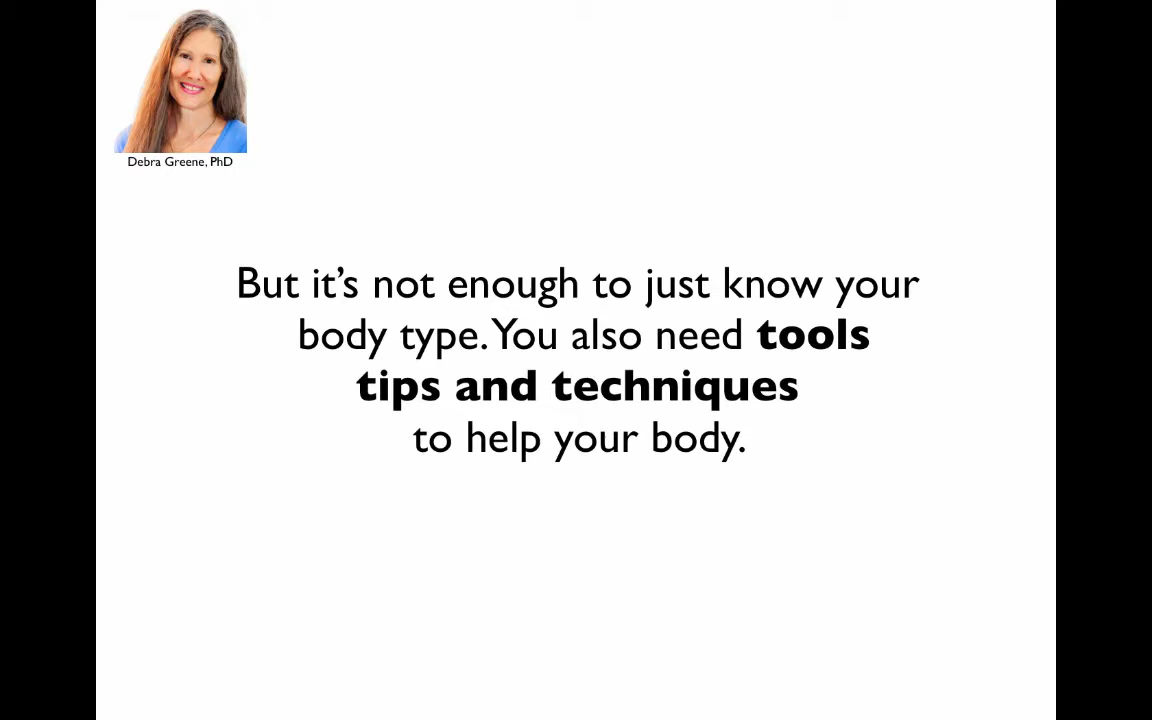 Debra Greene, PhD
But it’s not enough to just know your
body type. You also need tools
tips and techniques
to help your body.